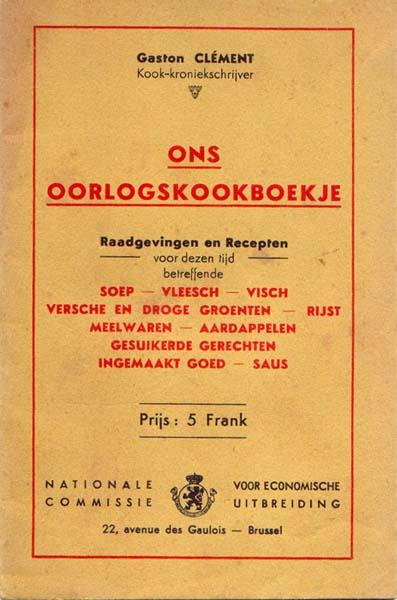 Gaston CLÉMENT
Kook-kroniekschrijver
ONS
OORLOGSKOOKBOEKJE
Raadgevingen en Recepten
voor dezen tijd
betreffende
SOEP — VLEESCH — VISCH
VERSCHE EN DROGE GROENTEN — RIJST
MEELWAREN — AARDAPPELEN
GESUIKERDE GERECHTEN
INGEMAAKT GOED — SAUS
Prijs : 5 Frank
NATIONALE VOOR ECONOMISCHE
COMMISSIE UITBREIDING
22, avenue des Gaulois — Brussel